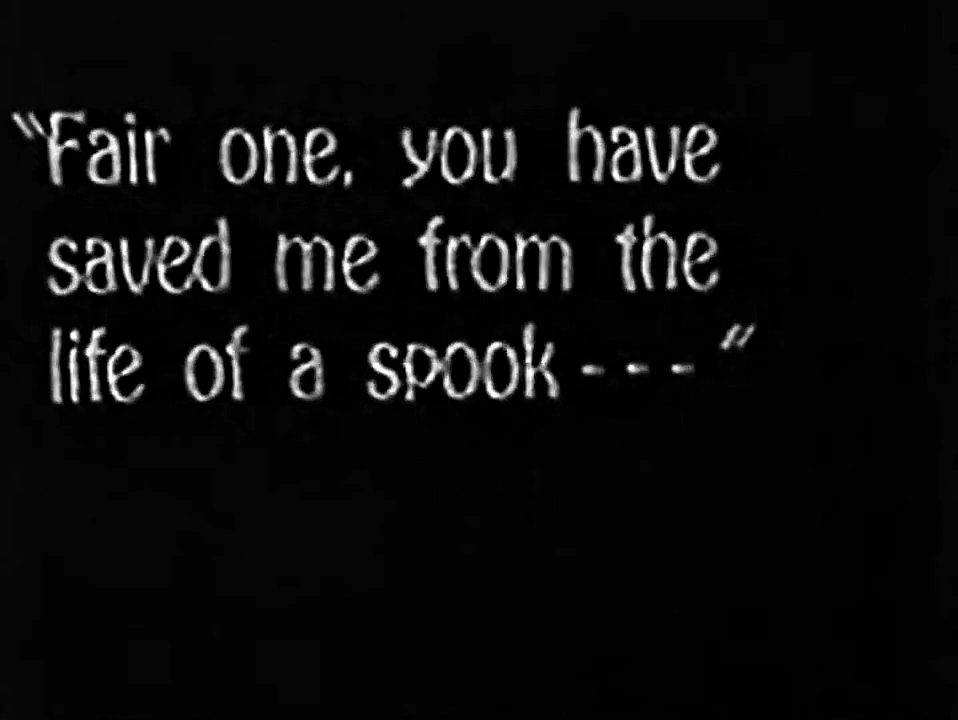 “Fair one, you have
saved me from the
life of a spook---”